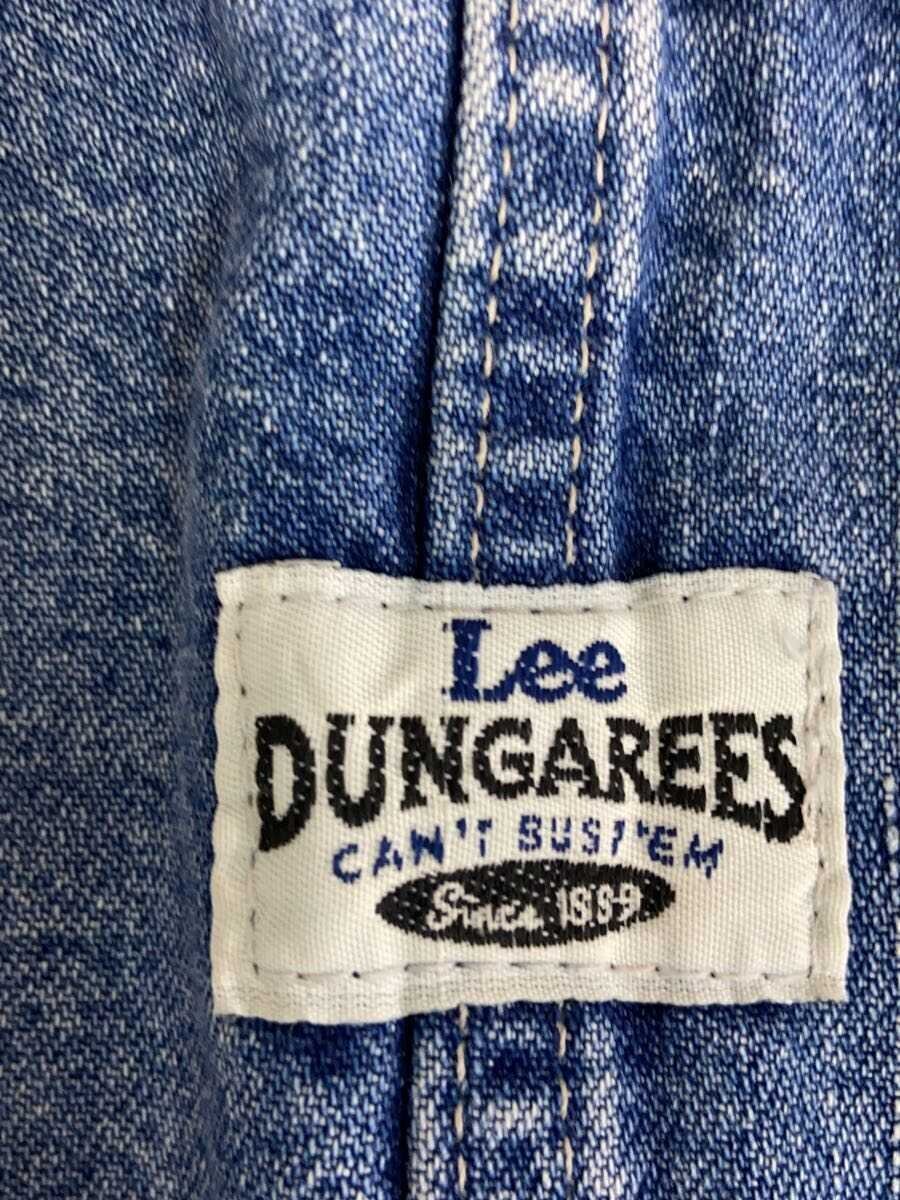 Lee
DUNGAREES
CAN'T BUST'EM
Since 1889